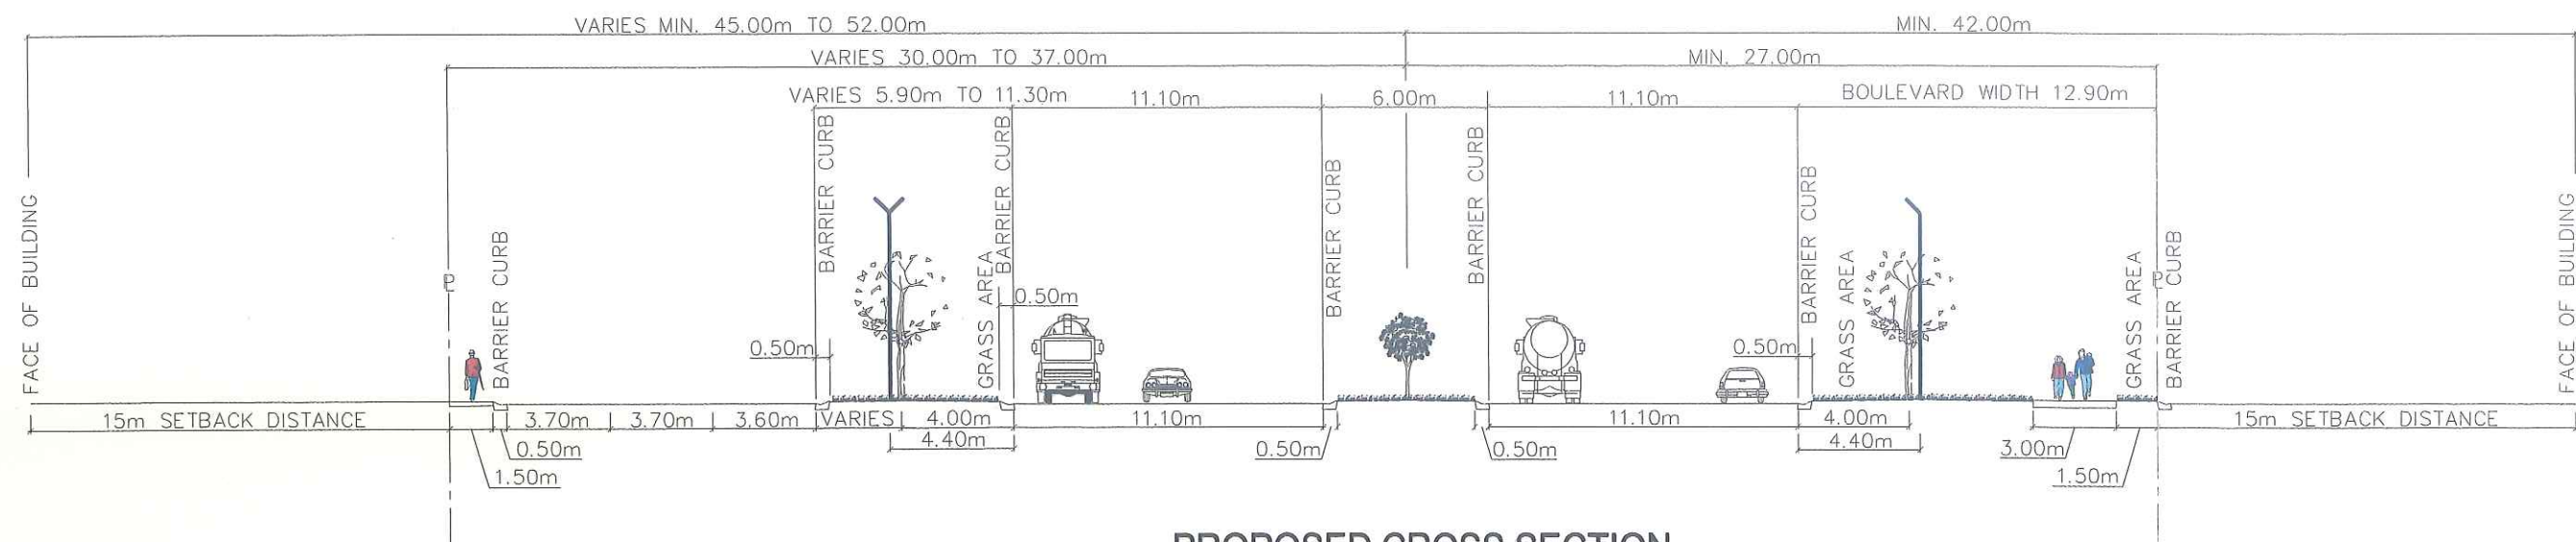 VARIES MIN. 45.00m TO 52.00m
MIN. 42.00m
VARIES 30.00m TO 37.00m
MIN. 27.00m
VARIES 5.90m TO 11.30m
11.10m
6.00m
11.10m
BOULEVARD WIDTH 12.90m
FACE OF BUILDING
BARRIER CURB
BARRIER CURB
GRASS AREA
BARRIER CURB
BARRIER CURB
BARRIER CURB
BARRIER CURB
GRASS AREA
GRASS AREA
BARRIER CURB
FACE OF BUILDING
0.50m
0.50m
0.50m
15m SETBACK DISTANCE
3.70m
3.70m
3.60m
VARIES
4.00m
11.10m
11.10m
4.00m
15m SETBACK DISTANCE
0.50m
1.50m
4.40m
0.50m
0.50m
4.40m
3.00m
1.50m
PROPOSED CROSS SECTION